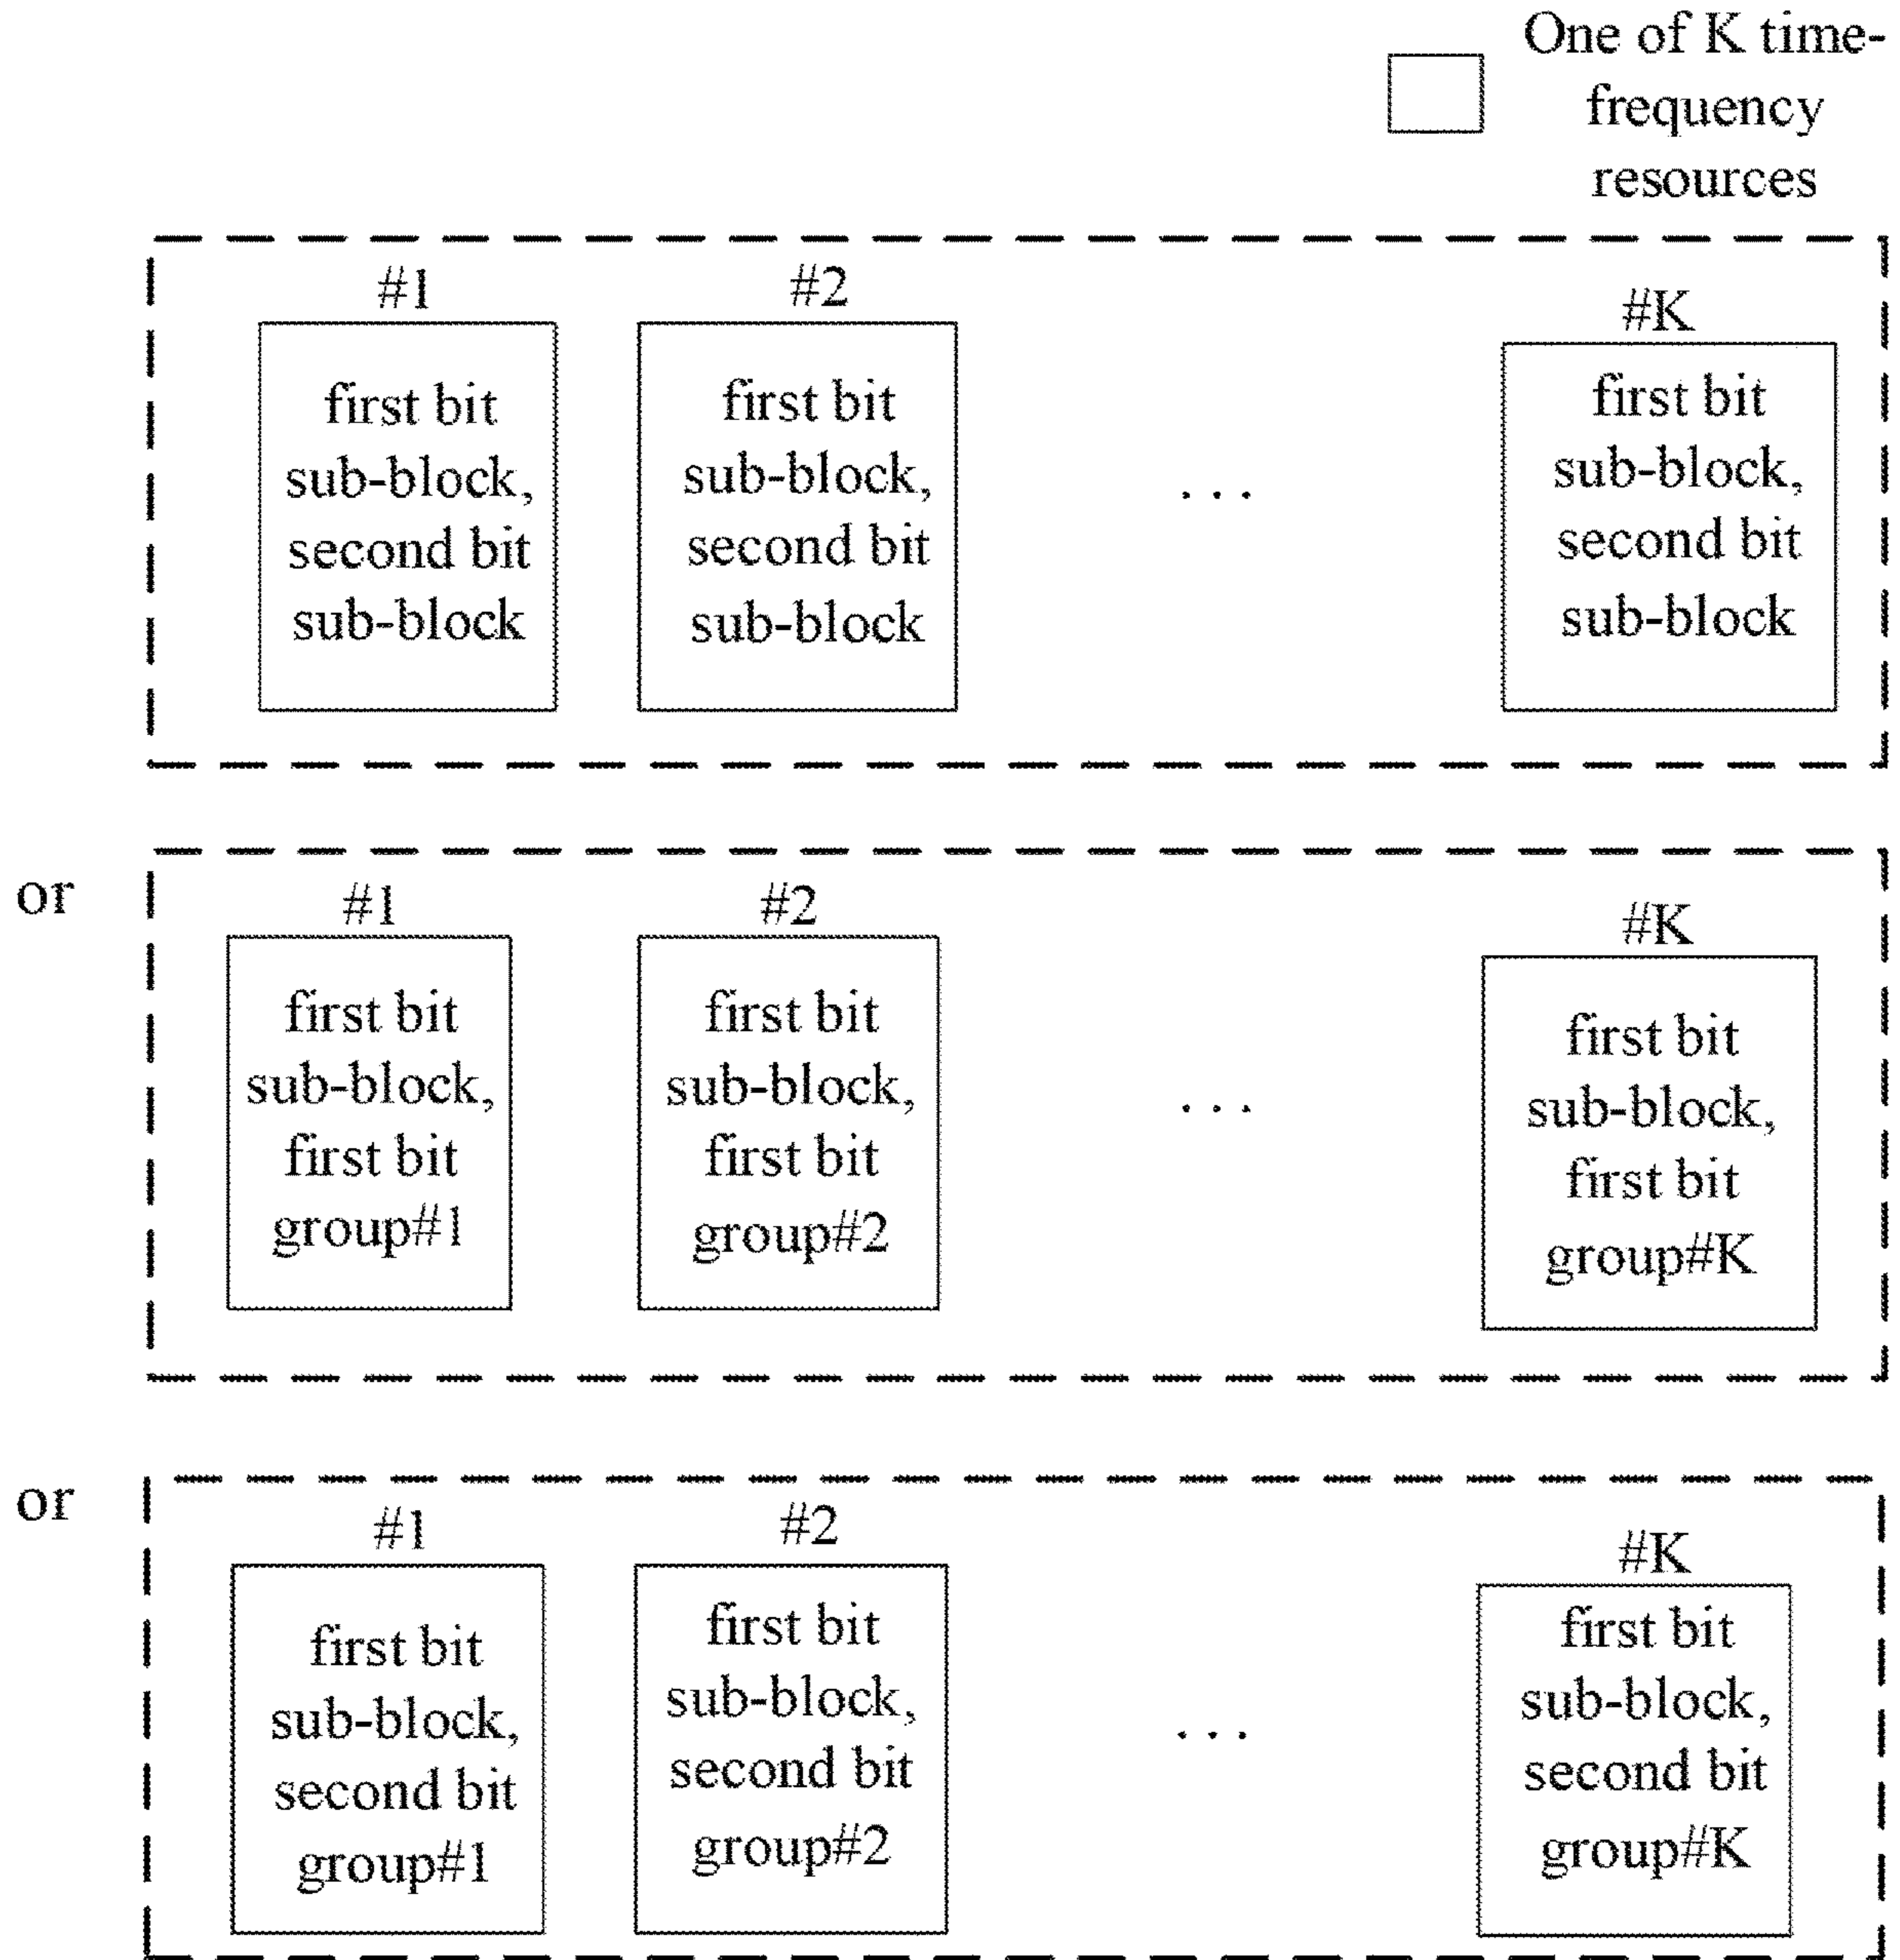 One of K time-
frequency
resources
#1
first bit
sub-block,
second bit
sub-block
#2
first bit
sub-block,
second bit
sub-block
. . .
#K
first bit
sub-block,
second bit
sub-block
or
#1
first bit
sub-block,
first bit
group#1
#2
first bit
sub-block,
first bit
group#2
. . .
#K
first bit
sub-block,
first bit
group#K
or
#1
first bit
sub-block,
second bit
group#1
#2
first bit
sub-block,
second bit
group#2
. . .
#K
first bit
sub-block,
second bit
group#K